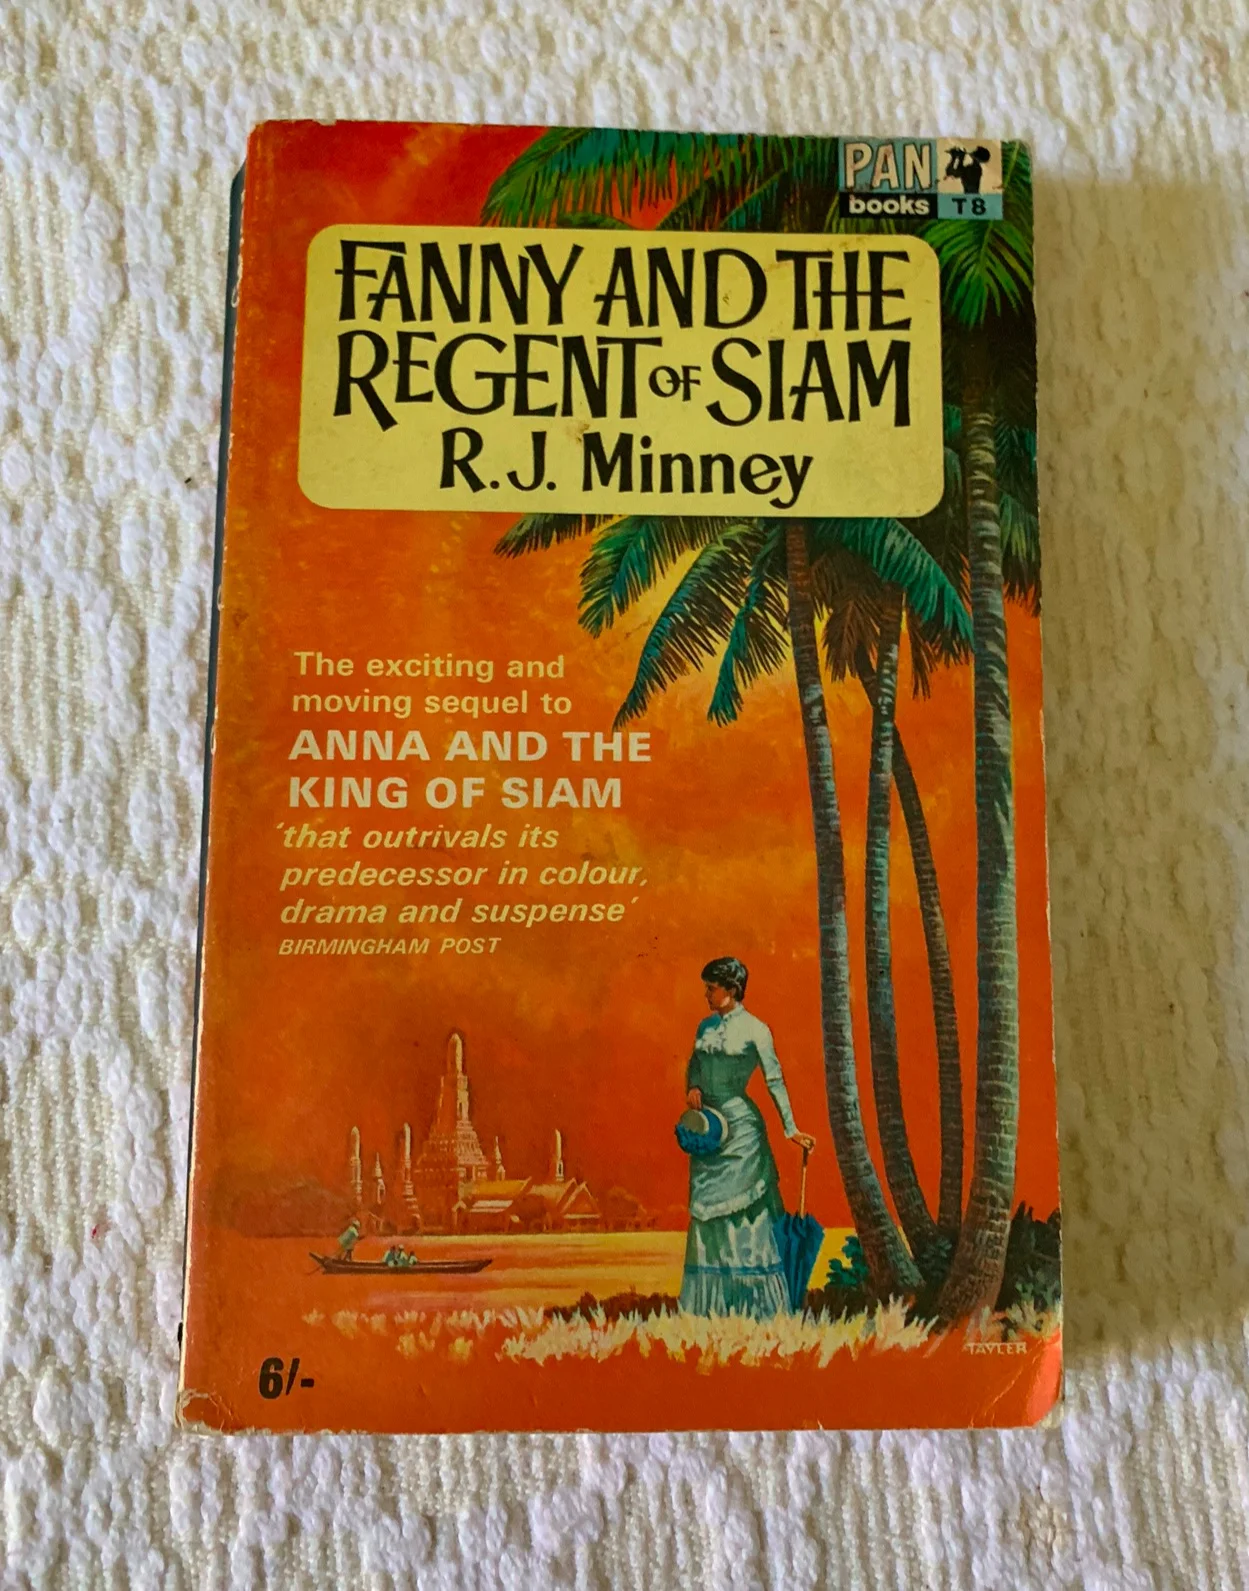 PAN
books T8
FANNY AND THE
REGENT OF SIAM
R.J. Minney
The exciting and
moving sequel to
ANNA AND THE
KING OF SIAM
‘that outrivals its
predecessor in colour,
drama and suspense’
BIRMINGHAM POST
TAYLER
6/-